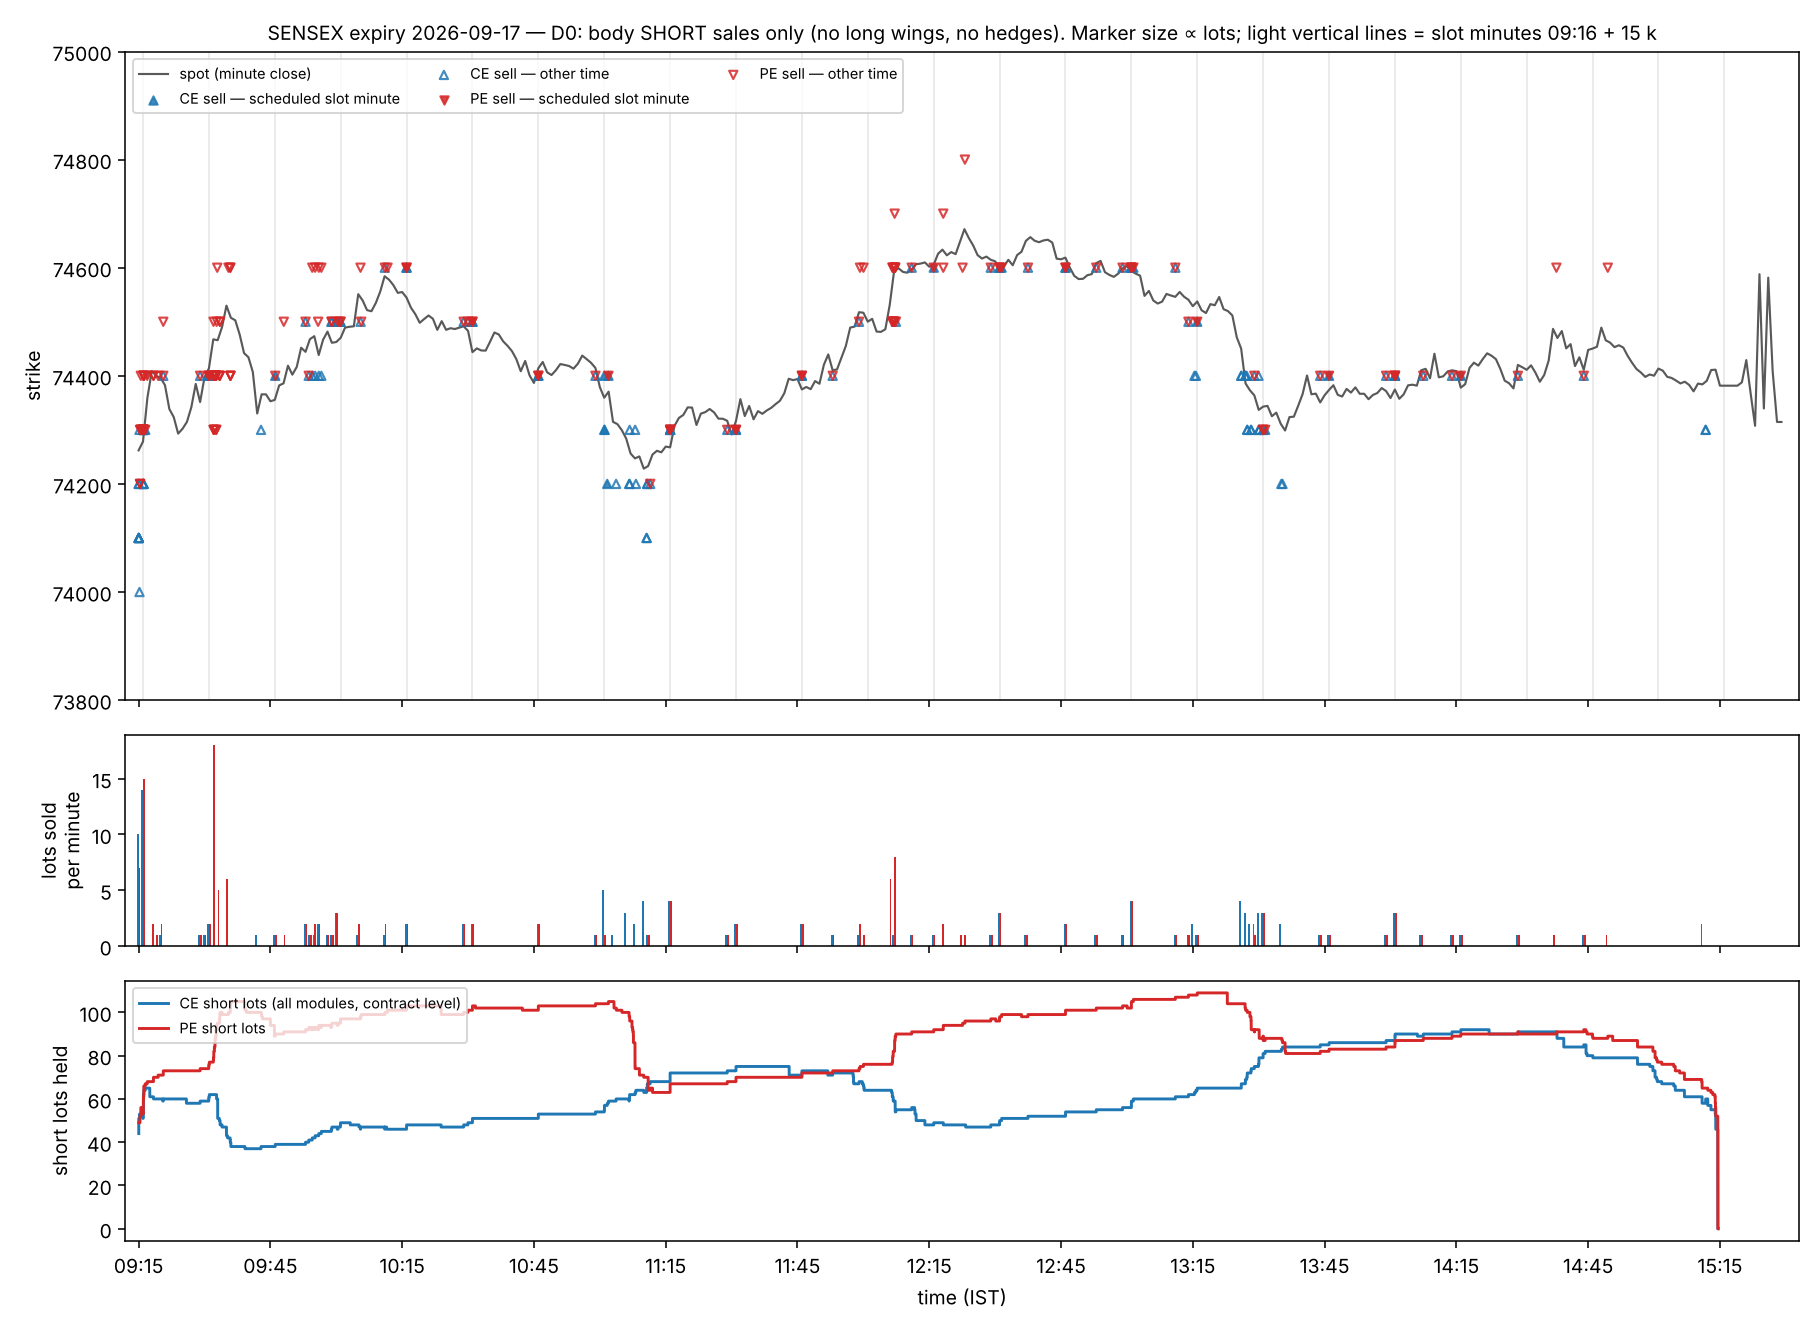 SENSEX expiry 2026-09-17 — D0: body SHORT sales only (no long wings, no hedges). Marker size ∝ lots; light vertical lines = slot minutes 09:16 + 15 k
75000
74800
74600
74400
74200
74000
73800
strike
spot (minute close)
CE sell — scheduled slot minute
CE sell — other time
PE sell — scheduled slot minute
PE sell — other time
15
10
5
0
lots sold
per minute
100
80
60
40
20
0
short lots held
CE short lots (all modules, contract level)
PE short lots
09:15 09:45 10:15 10:45 11:15 11:45 12:15 12:45 13:15 13:45 14:15 14:45 15:15
time (IST)